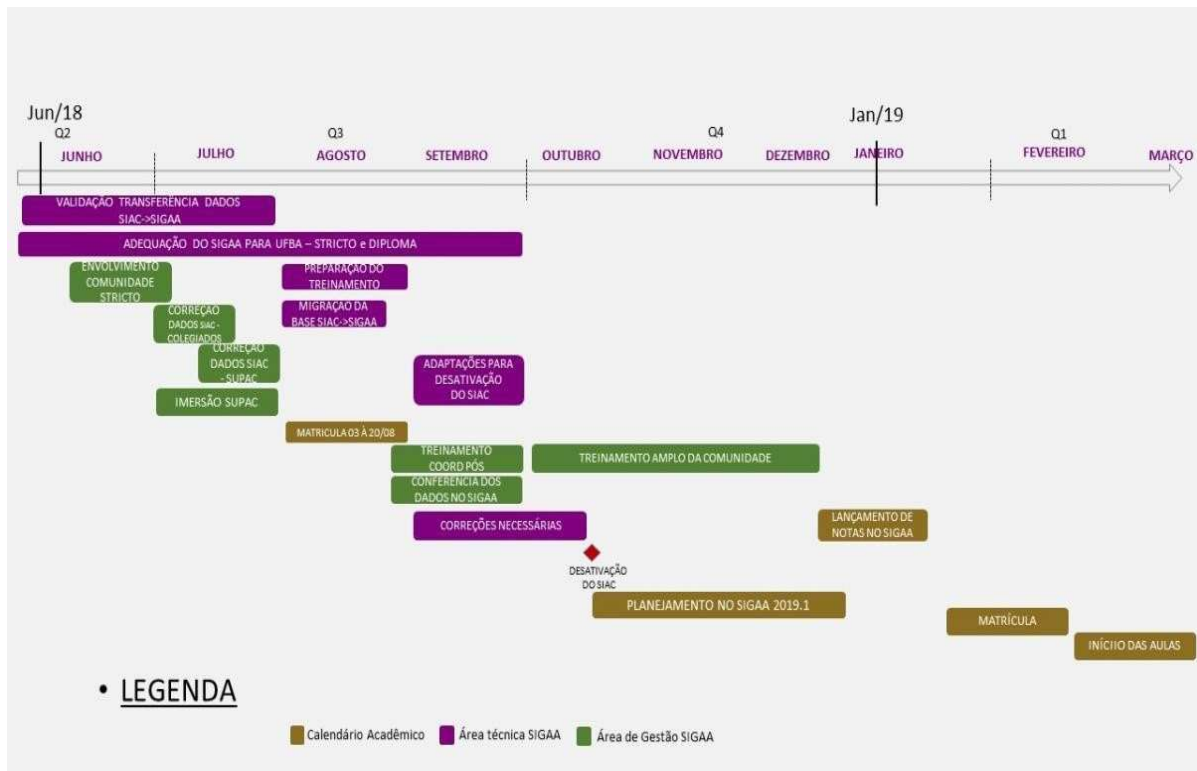 Jun/18
Jan/19
Q2
Q3
Q4
Q1
JUNHO
JULHO
AGOSTO
SETEMBRO
OUTUBRO
NOVEMBRO
DEZEMBRO
JANEIRO
FEVEREIRO
MARÇO
VALIDAÇÃO TRANSFERÊNCIA DADOS
SIAC->SIGAA
ADEQUAÇÃO DO SIGAA PARA UFBA – STRICTO e DIPLOMA
ENVOLVIMENTO
COMUNIDADE
STRICTO
PREPARAÇÃO DO
TREINAMENTO
CORREÇÃO
DADOS SIAC -
COLEGIADOS
MIGRAÇÃO DA
BASE SIAC->SIGAA
CORREÇÃO
DADOS SIAC
- SUPAC
ADAPTAÇÕES PARA
DESATIVAÇÃO
DO SIAC
IMERSÃO SUPAC
MATRICULA 03 À 20/08
TREINAMENTO
COORD PÓS
TREINAMENTO AMPLO DA COMUNIDADE
CONFERÊNCIA DOS
DADOS NO SIGAA
CORREÇÕES NECESSÁRIAS
LANÇAMENTO DE
NOTAS NO SIGAA
DESATIVAÇÃO
DO SIAC
PLANEJAMENTO NO SIGAA 2019.1
MATRÍCULA
INÍCIIO DAS AULAS
• LEGENDA
Calendário Acadêmico
Área técnica SIGAA
Área de Gestão SIGAA